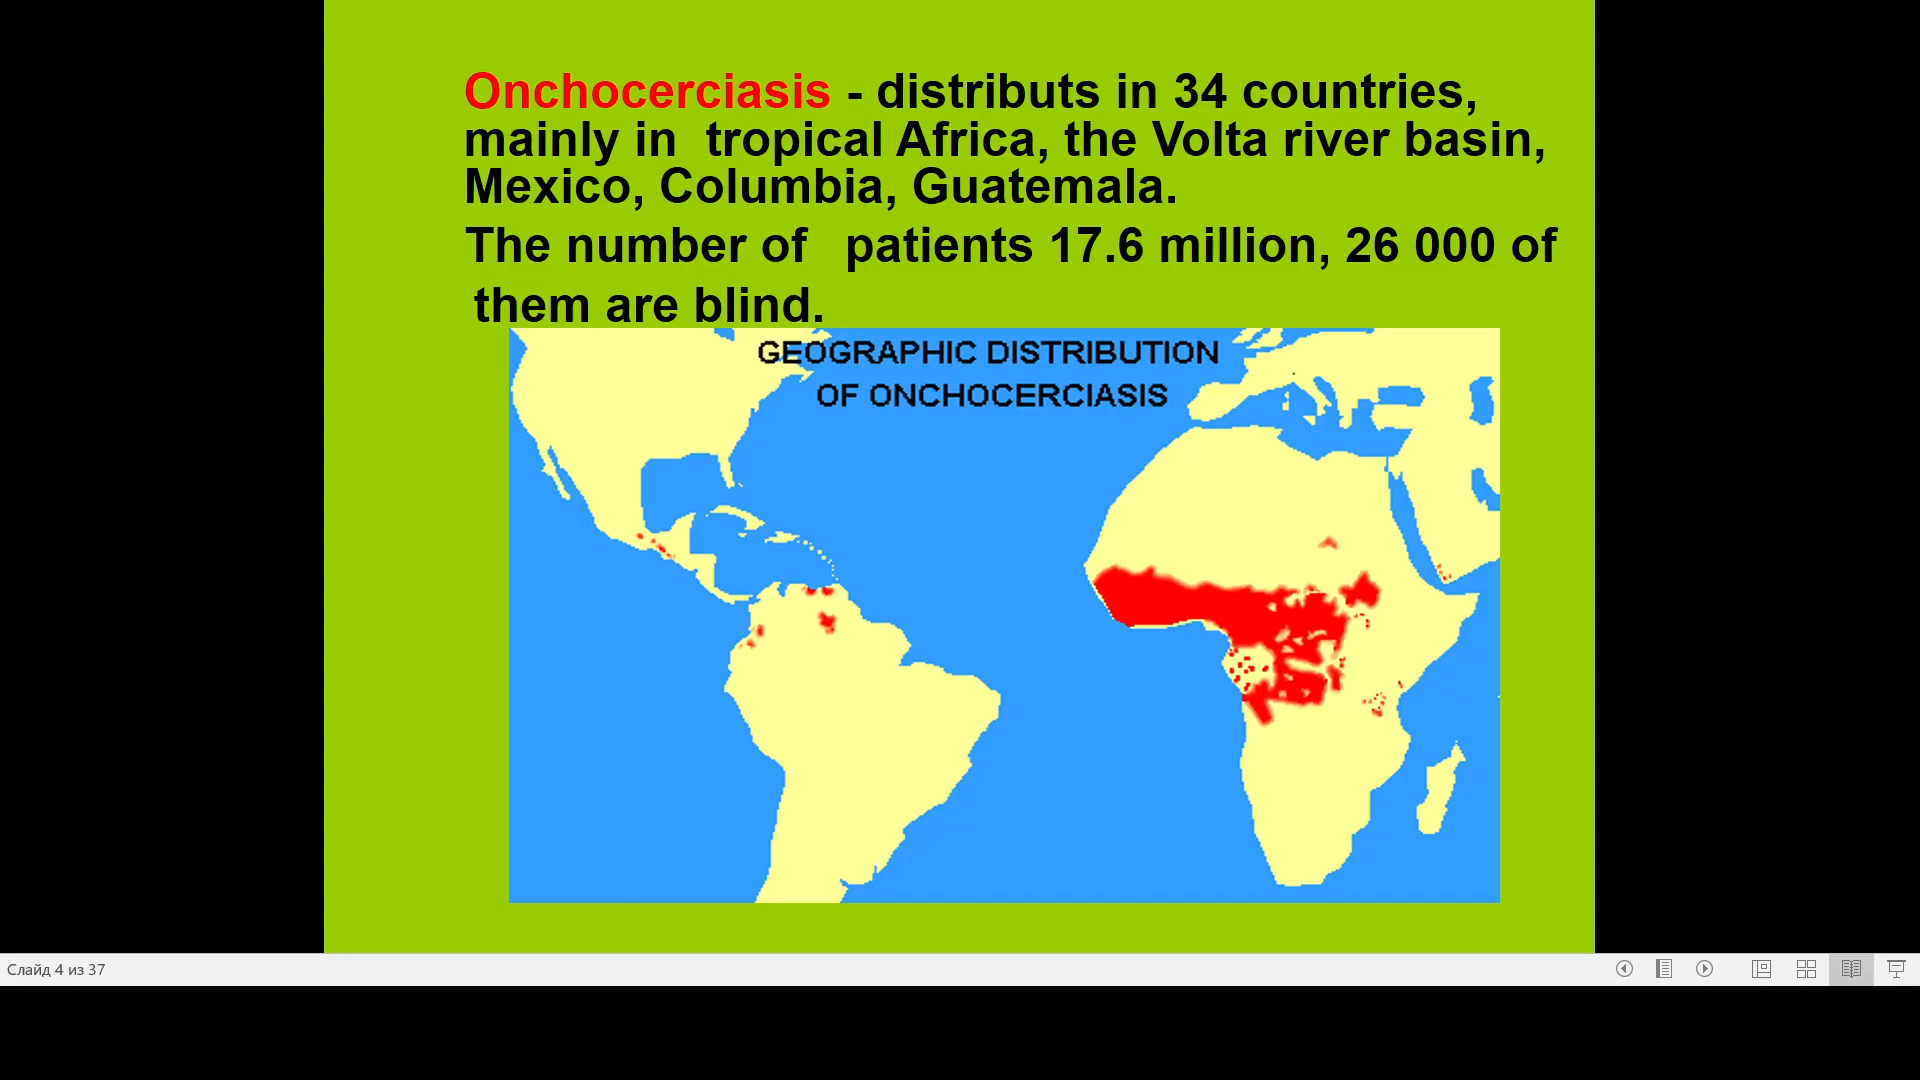 Onchocerciasis - distributs in 34 countries,
mainly in tropical Africa, the Volta river basin,
Mexico, Columbia, Guatemala.
The number of patients 17.6 million, 26 000 of
them are blind.
GEOGRAPHIC DISTRIBUTION
OF ONCHOCERCIASIS
Слайд 4 из 37